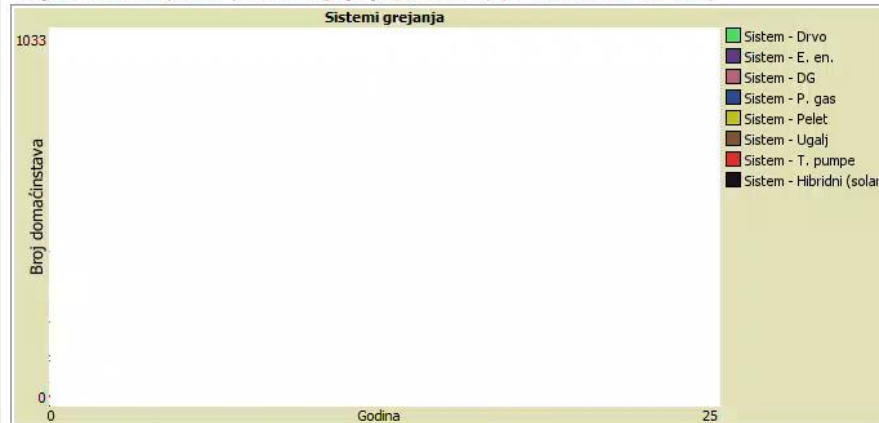 Sistemi grejanja
1033
Broj domaćinstava
0
0
Godina
25
Sistem - Drvo
Sistem - E. en.
Sistem - DG
Sistem - P. gas
Sistem - Pelet
Sistem - Ugalj
Sistem - T. pumpe
Sistem - Hibridni (solar